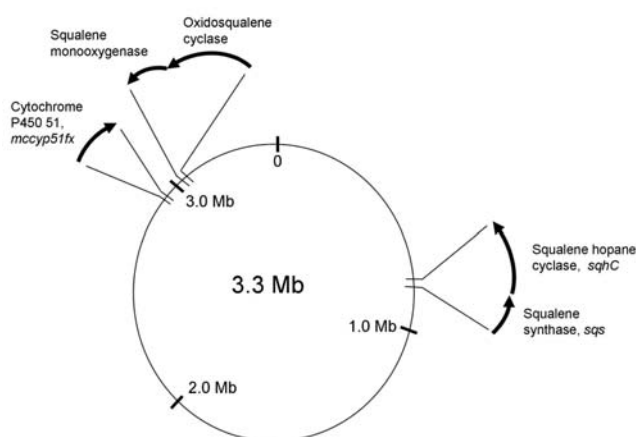 Squalene
monooxygenase
Oxidosqualene
cyclase
Cytochrome
P450 51,
mccyp51fx
0
3.0 Mb
3.3 Mb
Squalene hopane
cyclase, sqhC
Squalene
synthase, sqs
1.0 Mb
2.0 Mb